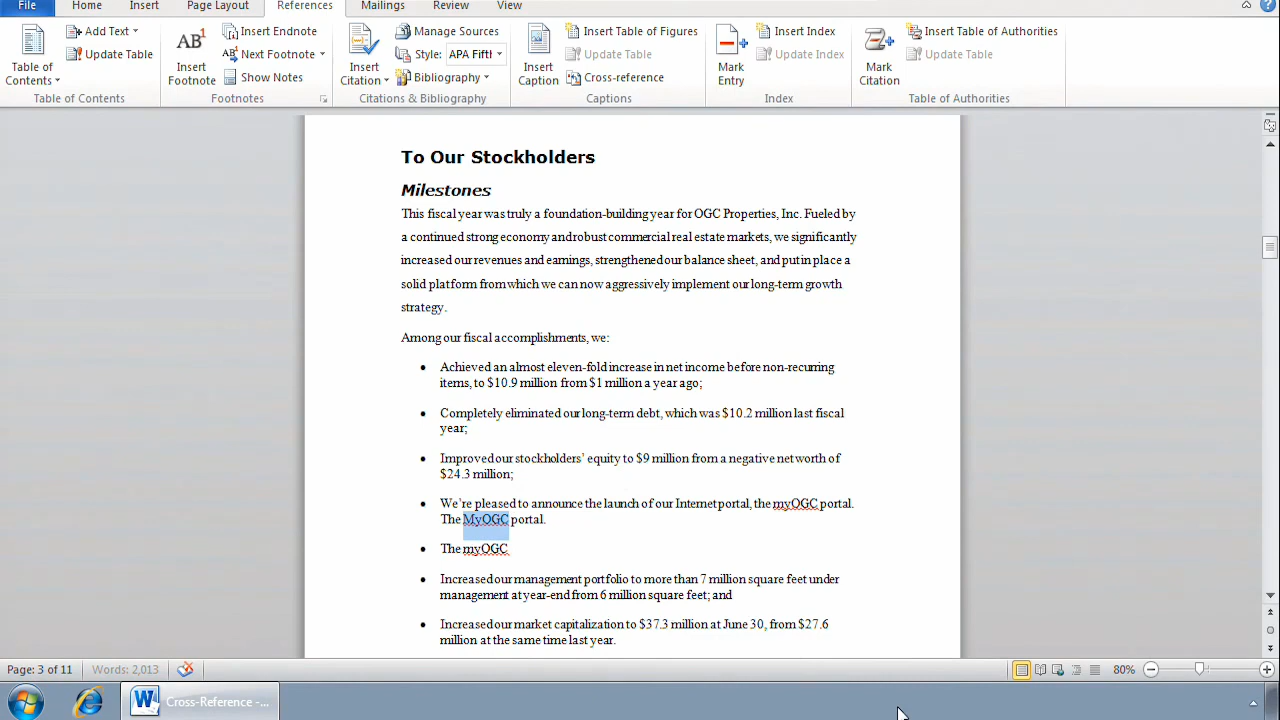 File Home Insert Page Layout References Mailings Review View
Add Text Insert Endnote Manage Sources Insert Table of Figures Insert Index Insert Table of Authorities
Update Table AB1 Next Footnote Style: APA Fift Update Table Update Index Update Table
Table of Contents Insert Footnote Show Notes Insert Citation Bibliography Insert Caption Cross-reference Mark Entry Mark Citation
Table of Contents Footnotes Citations & Bibliography Captions Index Table of Authorities
To Our Stockholders
Milestones
This fiscal year was truly a foundation-building year for OGC Properties, Inc. Fueled by
a continued strong economy and robust commercial real estate markets, we significantly
increased our revenues and earnings, strengthened our balance sheet, and put in place a
solid platform from which we can now aggressively implement our long-term growth
strategy.
Among our fiscal accomplishments, we:
• Achieved an almost eleven-fold increase in net income before non-recurring
items, to $10.9 million from $1 million a year ago;
• Completely eliminated our long-term debt, which was $10.2 million last fiscal
year;
• Improved our stockholders' equity to $9 million from a negative net worth of
$24.3 million;
• We're pleased to announce the launch of our Internet portal, the myOGC portal.
The MyOGC portal.
• The myOGC
• Increased our management portfolio to more than 7 million square feet under
management at year-end from 6 million square feet; and
• Increased our market capitalization to $37.3 million at June 30, from $27.6
million at the same time last year.
Page: 3 of 11 Words: 2,013 80%
Cross-Reference -...